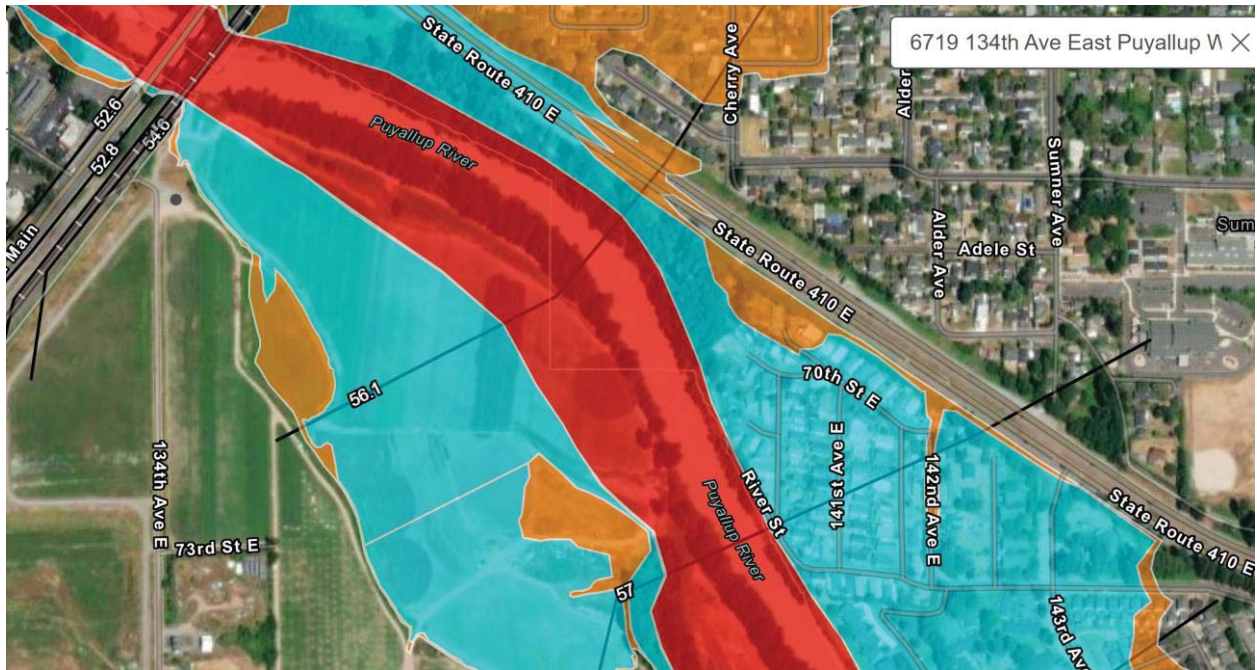 6719 134th Ave East Puyallup W
State Route 410 E
Cherry Ave
Alder
Sumner Ave
52.6
52.8
54.6
Puyallup River
Main
Alder Ave
Adele St
Sum
State Route 410 E
56.1
70th St E
134th Ave E
73rd St E
141st Ave E
142nd Ave E
River St
Puyallup River
57
State Route 410 E
143rd Av